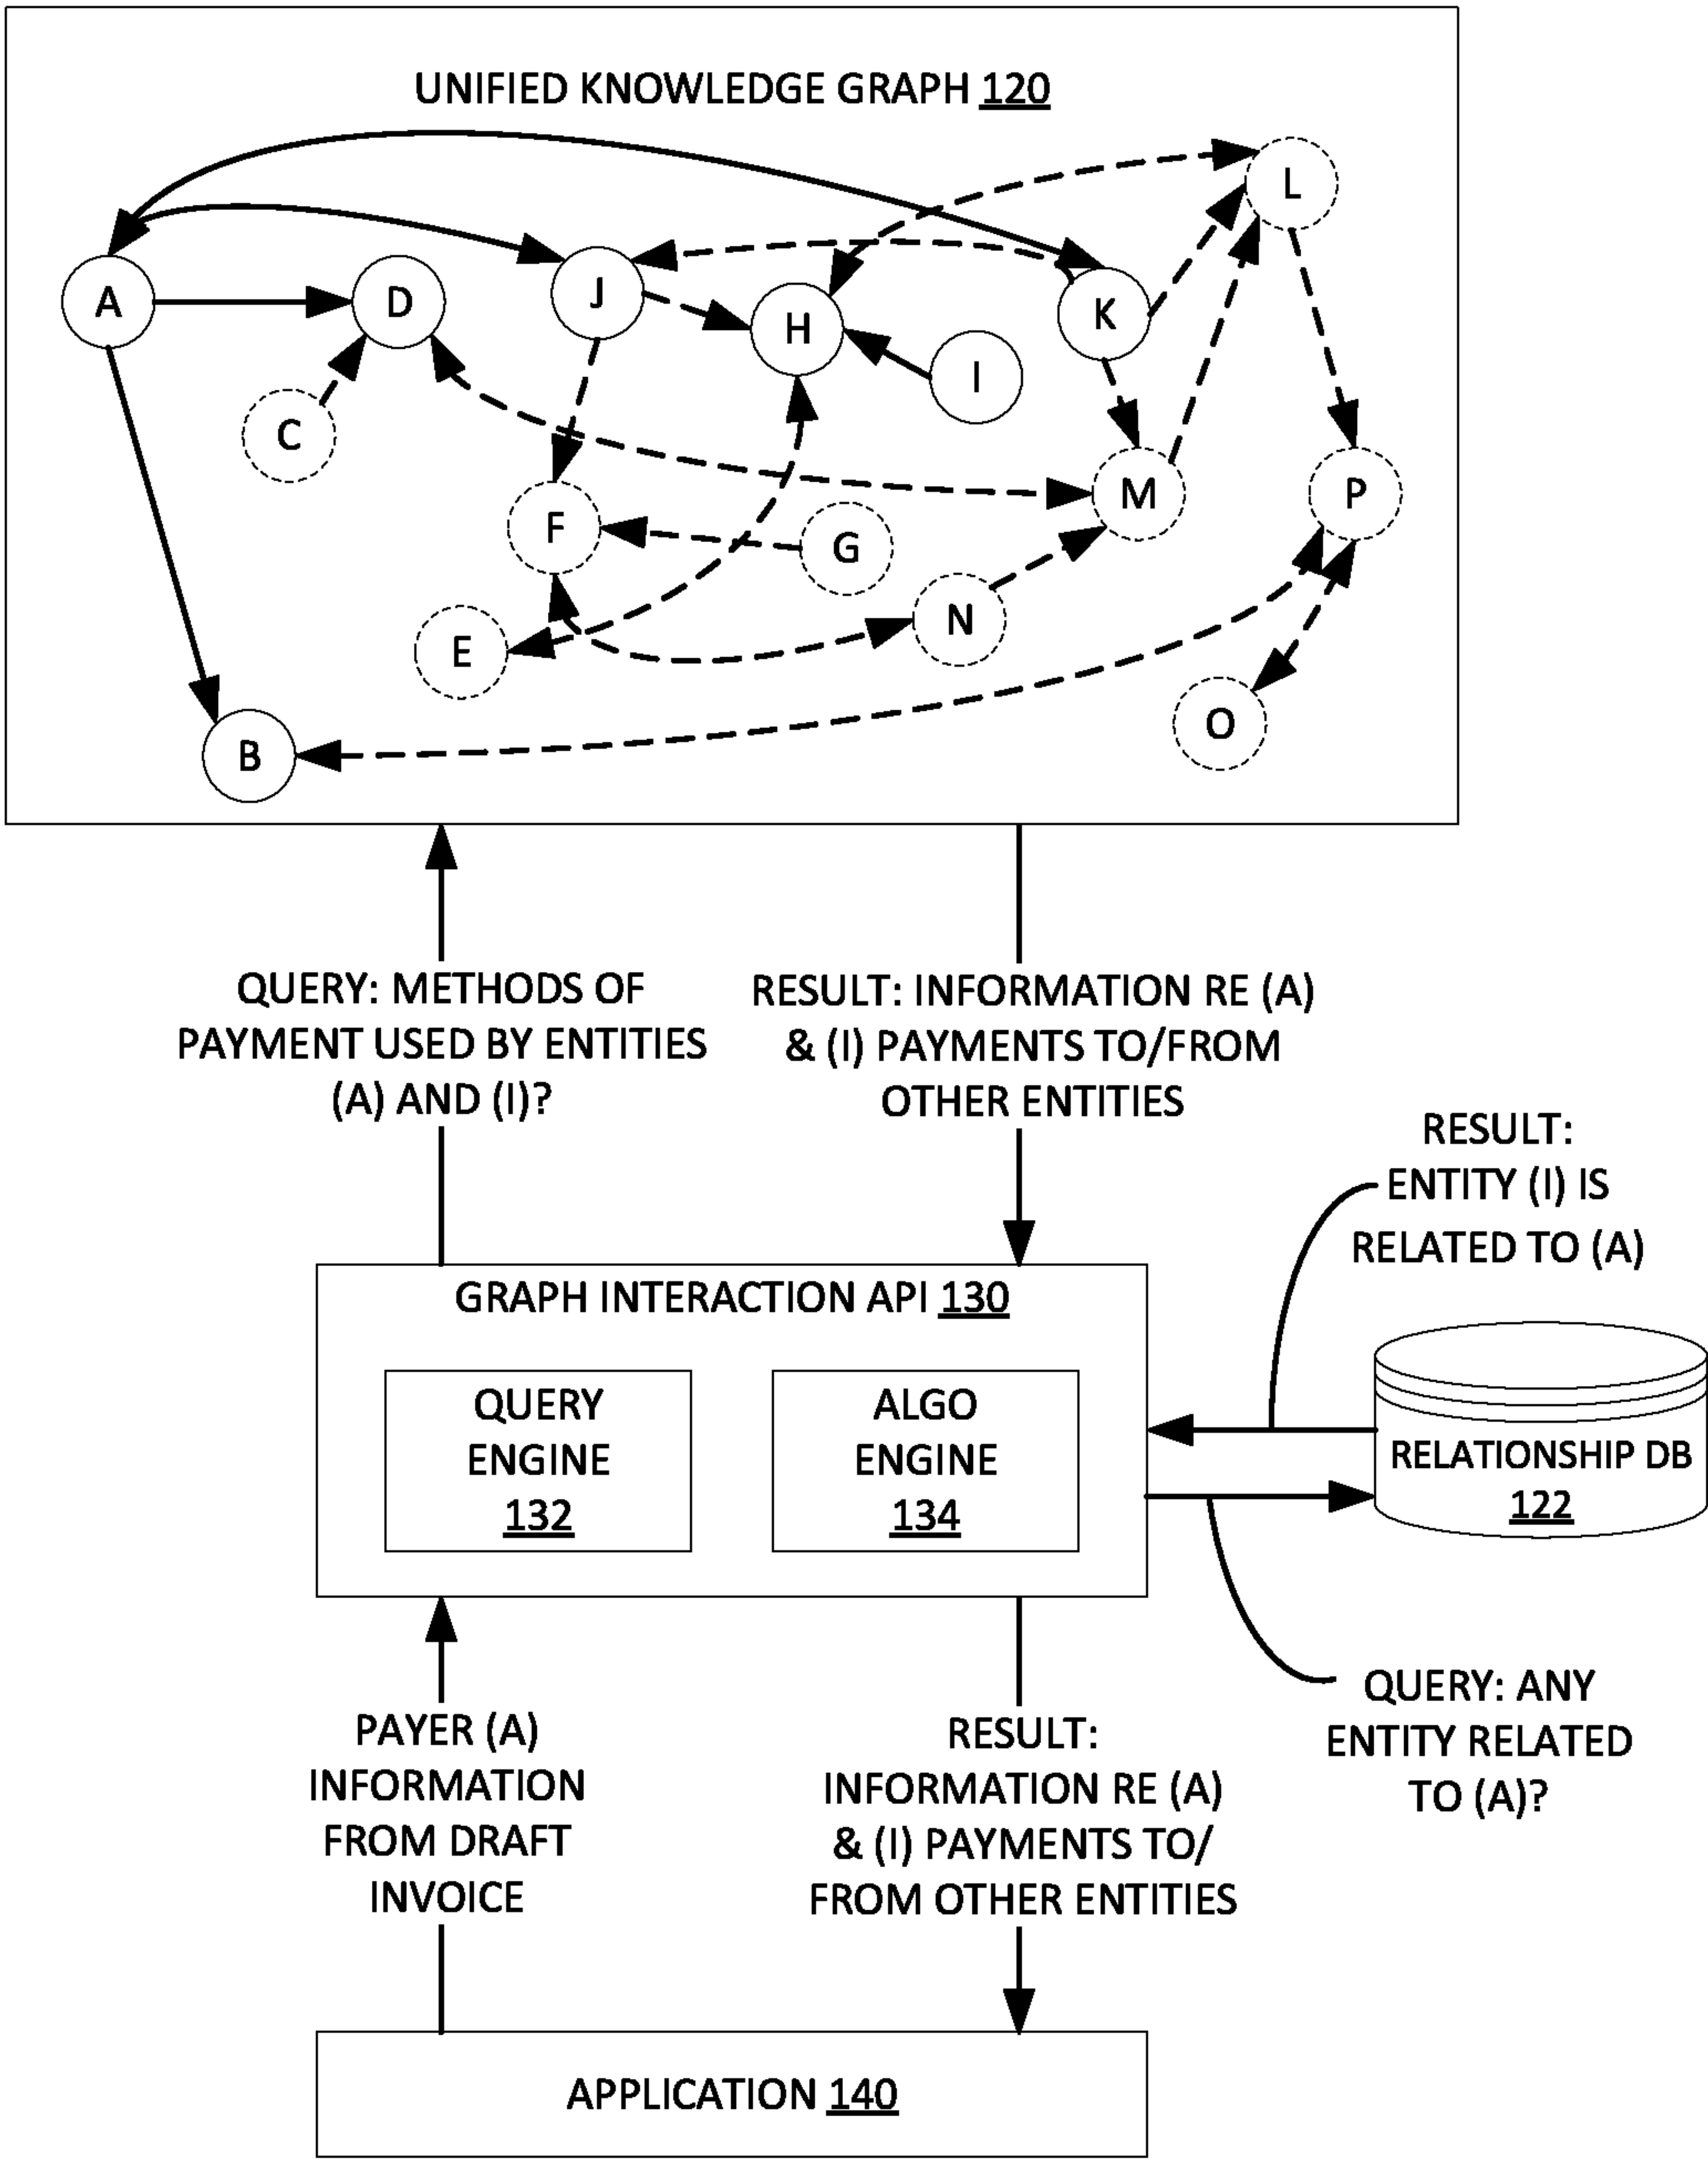 UNIFIED KNOWLEDGE GRAPH 120
L
A
D
J
H
K
I
C
M
P
F
G
N
E
O
B
QUERY: METHODS OF
PAYMENT USED BY ENTITIES
(A) AND (I)?
RESULT: INFORMATION RE (A)
& (I) PAYMENTS TO/FROM
OTHER ENTITIES
RESULT:
ENTITY (I) IS
RELATED TO (A)
GRAPH INTERACTION API 130
QUERY
ENGINE
132
ALGO
ENGINE
134
RELATIONSHIP DB
122
QUERY: ANY
ENTITY RELATED
TO (A)?
PAYER (A)
INFORMATION
FROM DRAFT
INVOICE
RESULT:
INFORMATION RE (A)
& (I) PAYMENTS TO/
FROM OTHER ENTITIES
APPLICATION 140